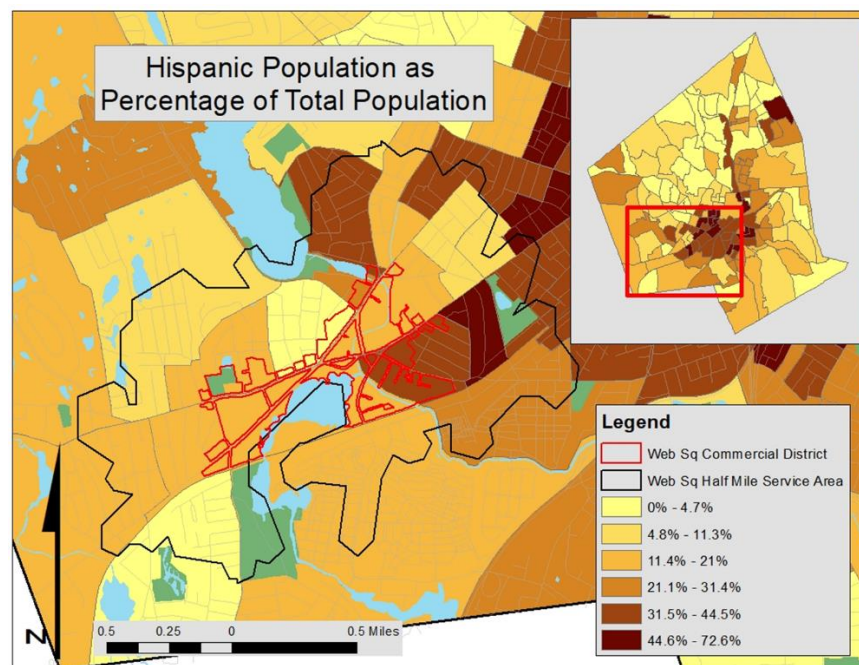 Hispanic Population as
Percentage of Total Population
Legend
Web Sq Commercial District
Web Sq Half Mile Service Area
0% - 4.7%
4.8% - 11.3%
11.4% - 21%
21.1% - 31.4%
31.5% - 44.5%
44.6% - 72.6%
N
0.5 0.25 0 0.5 Miles